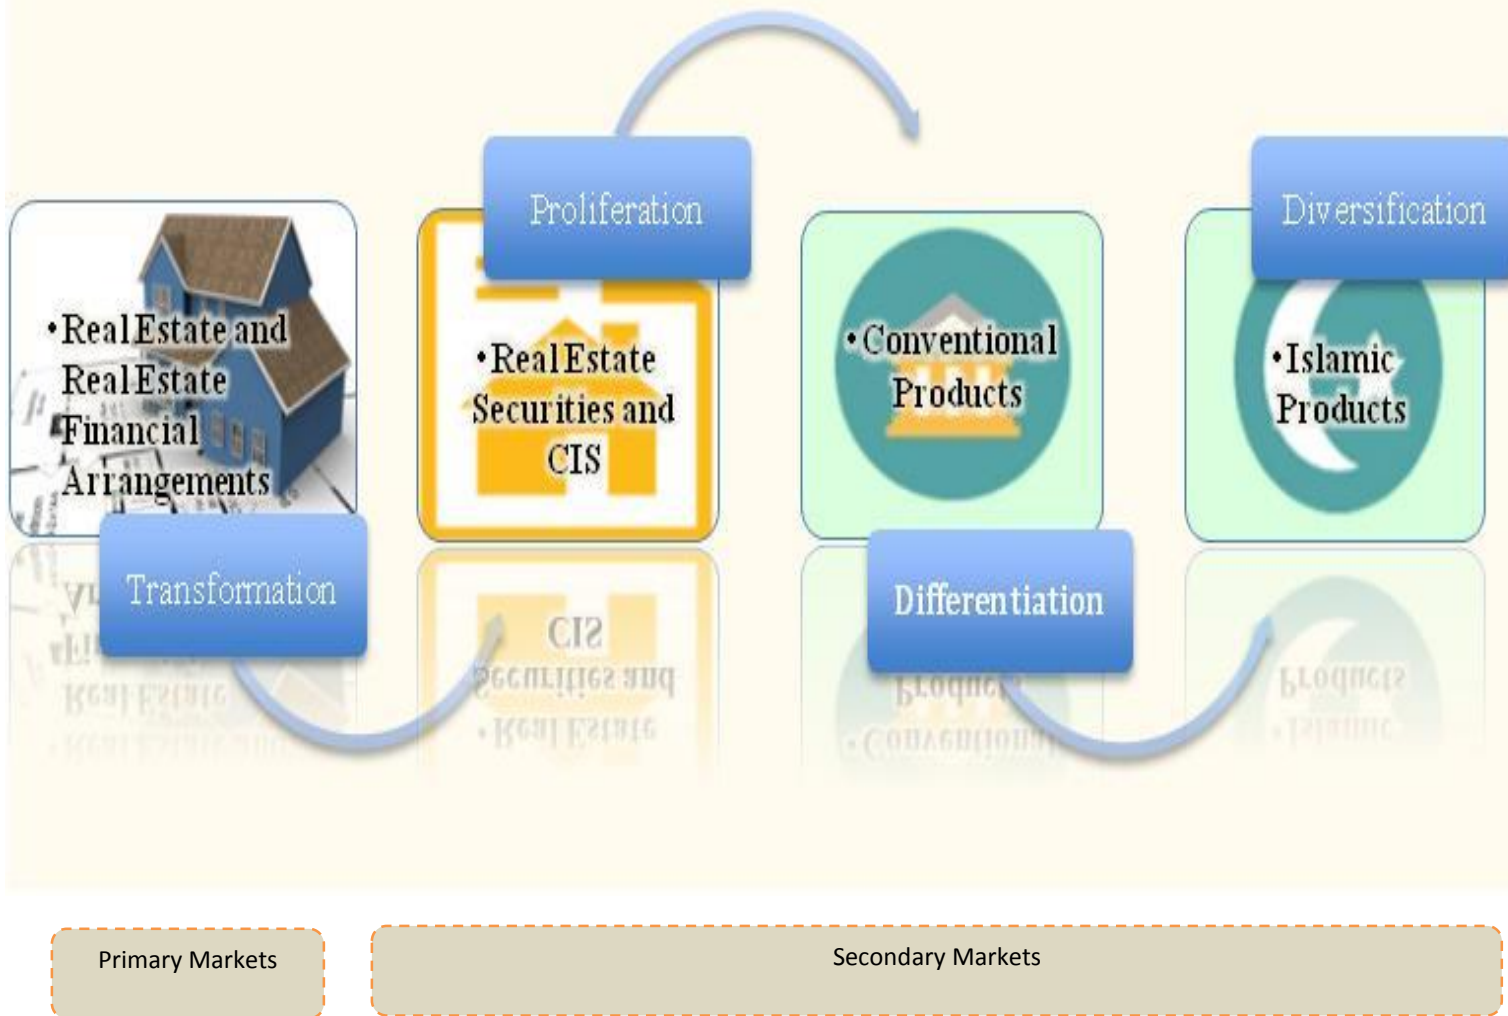 Proliferation
Diversification
•Real Estate and
Real Estate
Financial
Arrangements
•Real Estate
Securities and
CIS
•Conventional
Products
•Islamic
Products
Transformation
Differentiation
Primary Markets
Secondary Markets